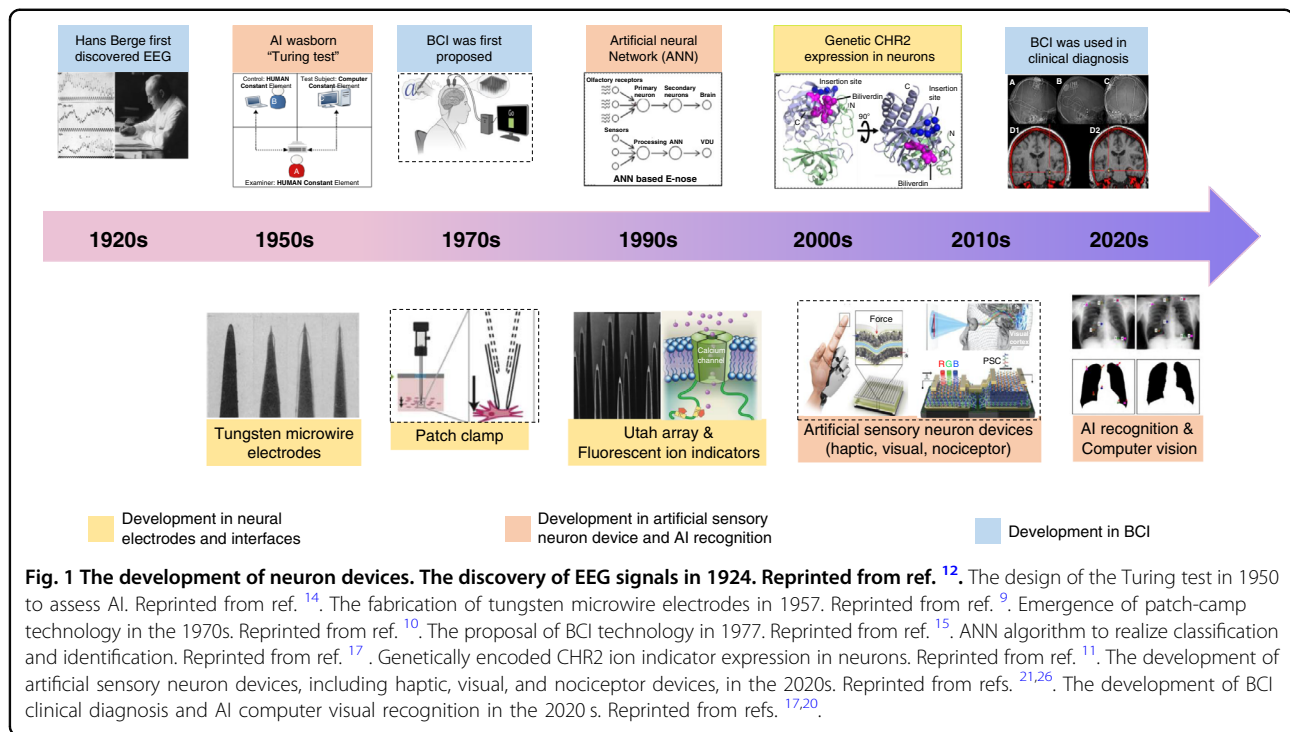 Hans Berge first
discovered EEG
AI wasborn
“Turing test”
BCI was first
proposed
Artificial neural
Network (ANN)
Genetic CHR2
expression in neurons
BCI was used in
clinical diagnosis
Control: HUMAN
Constant Element
Test Subject: Computer
Constant Element
B
A
Examiner: HUMAN Constant Element
a
Go
Olfactory receptors
Primary
neuron
Secondary
neurons
Brain
Sensors
Processing
ANN
VDU
ANN based E-nose
Insertion site
Biliverdin
C
N
C
90°
C
Insertion
site
N
Biliverdin
A
B
C
D1
D2
1920s
1950s
1970s
1990s
2000s
2010s
2020s
Calcium
channel
Force
Visual
cortex
RGB
PSC
Tungsten microwire
electrodes
Patch clamp
Utah array &
Fluorescent ion indicators
Artificial sensory neuron devices
(haptic, visual, nociceptor)
AI recognition &
Computer vision
Development in neural
electrodes and interfaces
Development in artificial sensory
neuron device and AI recognition
Development in BCI
Fig. 1 The development of neuron devices. The discovery of EEG signals in 1924. Reprinted from ref. 12. The design of the Turing test in 1950
to assess AI. Reprinted from ref. 14. The fabrication of tungsten microwire electrodes in 1957. Reprinted from ref. 9. Emergence of patch-camp
technology in the 1970s. Reprinted from ref. 10. The proposal of BCI technology in 1977. Reprinted from ref. 15. ANN algorithm to realize classification
and identification. Reprinted from ref. 17 . Genetically encoded CHR2 ion indicator expression in neurons. Reprinted from ref. 11. The development of
artificial sensory neuron devices, including haptic, visual, and nociceptor devices, in the 2020s. Reprinted from refs. 21,26. The development of BCI
clinical diagnosis and AI computer visual recognition in the 2020 s. Reprinted from refs. 17,20.